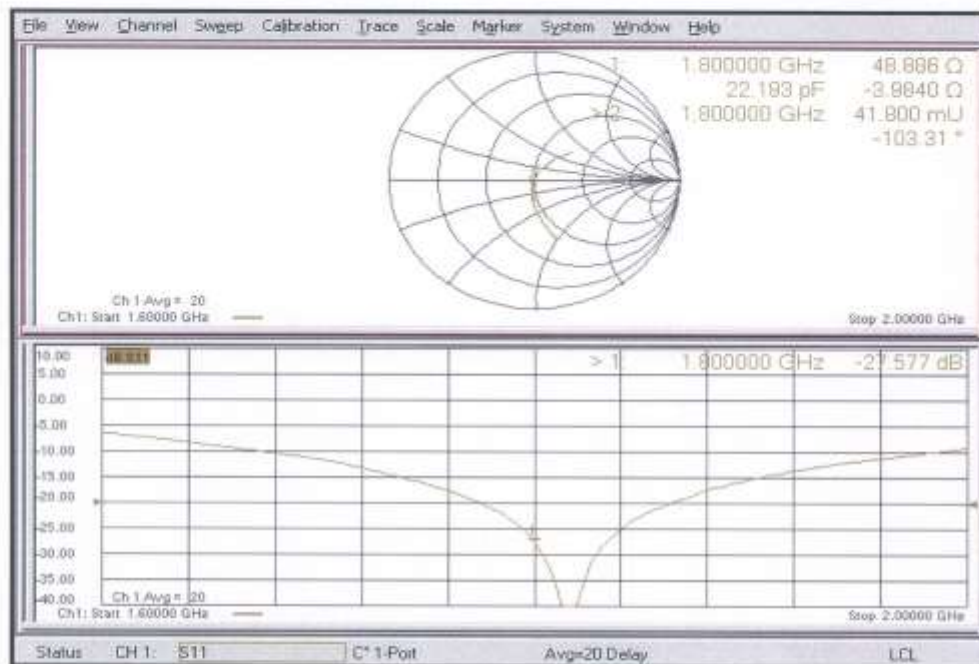 File View Channel Sweep Calibration Trace Scale Marker System Window Help
1 1.800000 GHz 48.886 Ω
22.193 pF -3.9840 Ω
> 2 1.800000 GHz 41.800 mU
-103.31 °
Ch 1 Avg = 20
Ch1: Start 1.60000 GHz
Stop 2.00000 GHz
10.00
> 1 1.800000 GHz -27.577 dB
5.00
0.00
-5.00
-10.00
-15.00
-20.00
-25.00
-30.00
-35.00
-40.00
Ch 1 Avg = 20
Ch1: Start 1.60000 GHz
Stop 2.00000 GHz
Status CH 1: S11 C* 1-Port Avg=20 Delay LCL